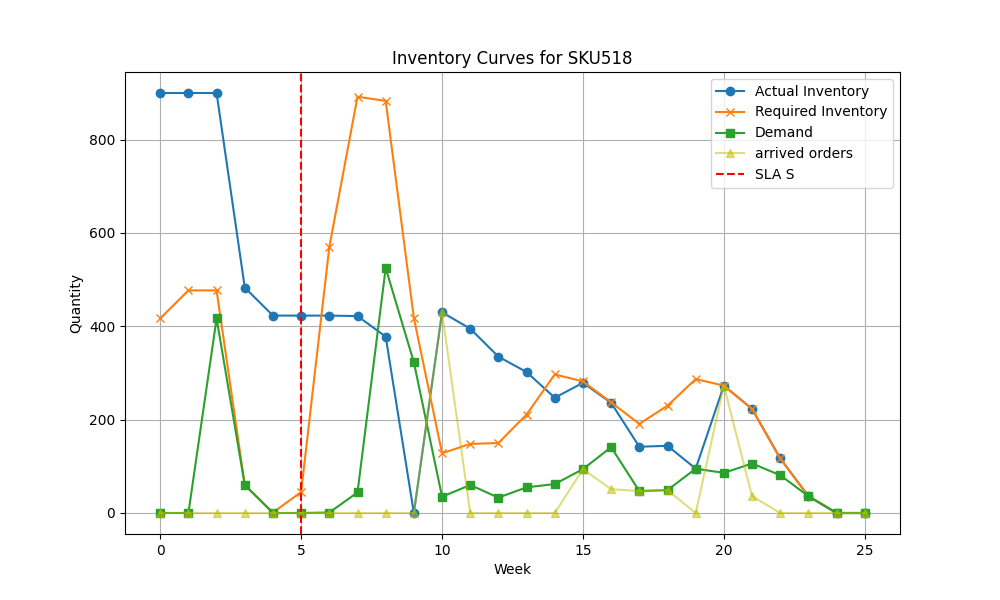 Inventory Curves for SKU518
Actual Inventory
Required Inventory
Demand
arrived orders
SLA S
Quantity
800
600
400
200
0
0 5 10 15 20 25
Week